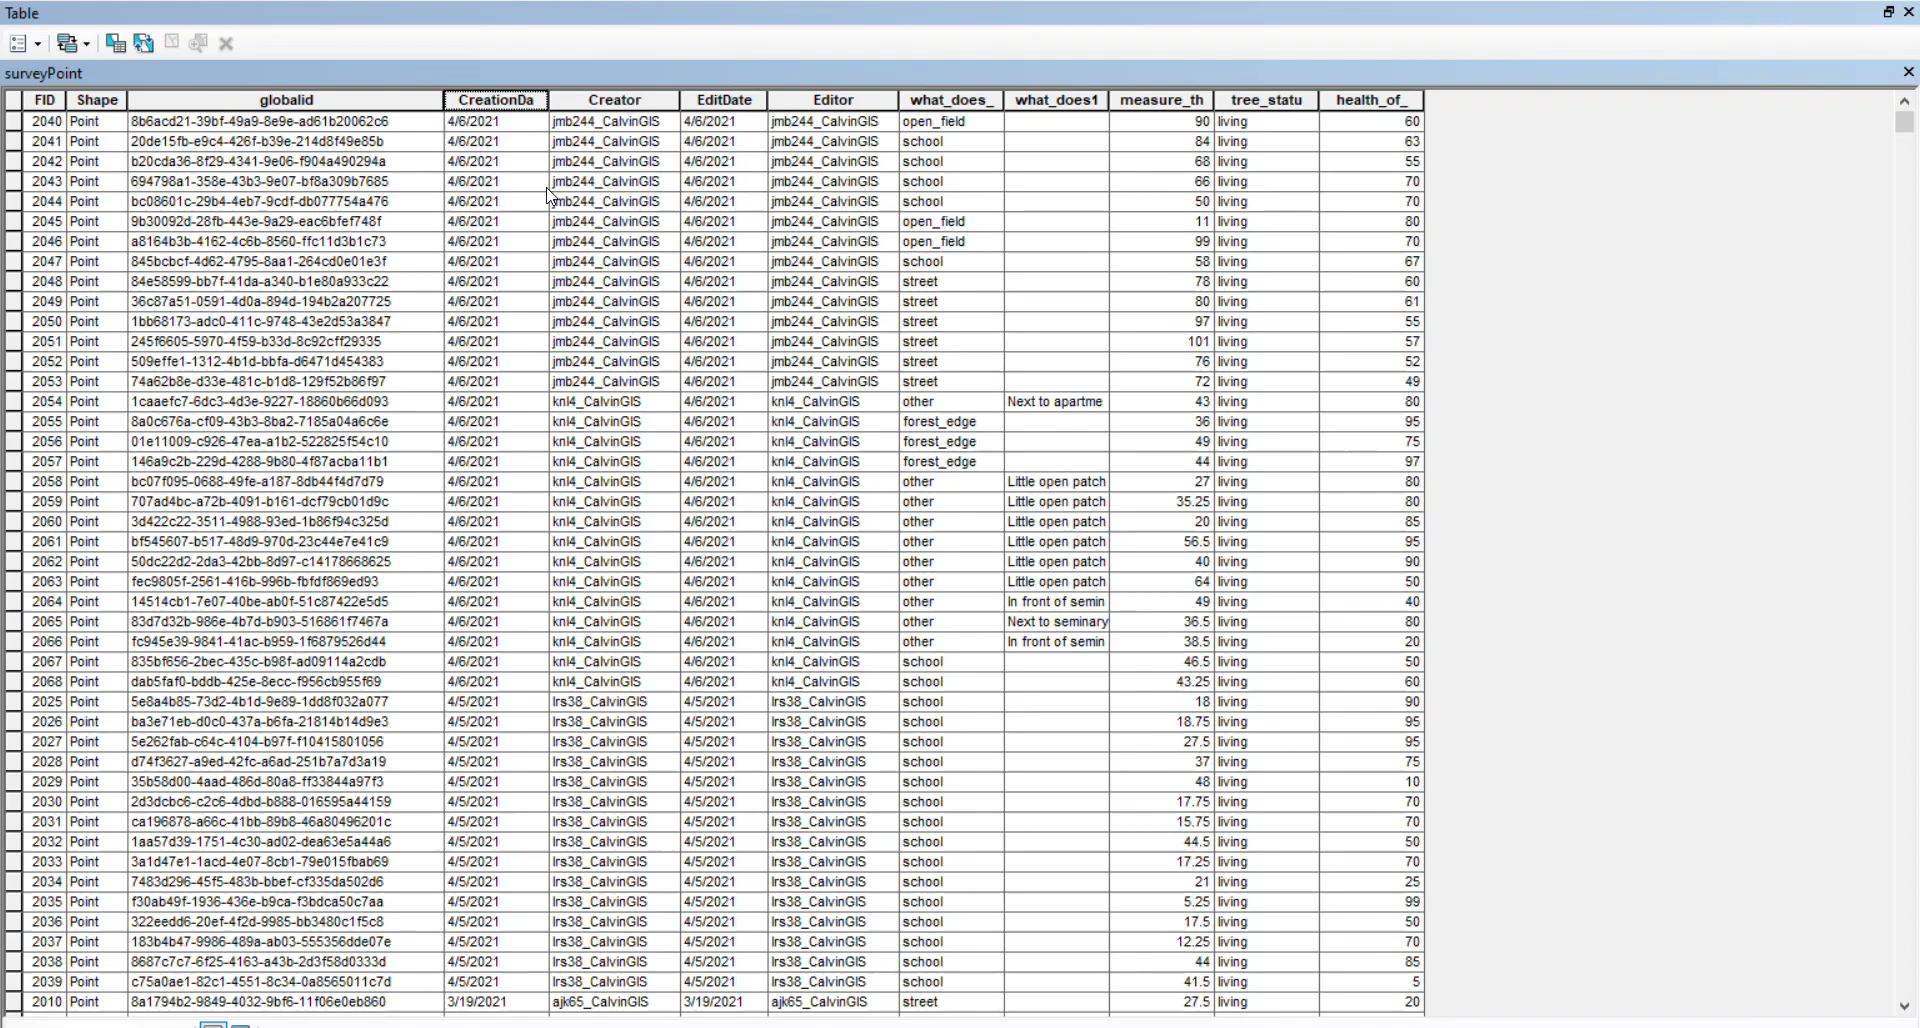 Table
surveyPoint
FID Shape globalid CreationDa Creator EditDate Editor what_does_ what_does1 measure_th tree_statu health_of_
2040 Point 8b6acd21-39bf-49a9-8e9e-ad61b20062c6 4/6/2021 jmb244_CalvinGIS 4/6/2021 jmb244_CalvinGIS open_field 90 living 60
2041 Point 20de15fb-e9c4-426f-b39e-214d8f49e85b 4/6/2021 jmb244_CalvinGIS 4/6/2021 jmb244_CalvinGIS school 84 living 63
2042 Point b20cda36-8f29-4341-9e06-f904a490294a 4/6/2021 jmb244_CalvinGIS 4/6/2021 jmb244_CalvinGIS school 68 living 55
2043 Point 694798a1-358e-43b3-9e07-bf8a309b7685 4/6/2021 jmb244_CalvinGIS 4/6/2021 jmb244_CalvinGIS school 66 living 70
2044 Point bc08601c-29b4-4eb7-9cdf-db077754a476 4/6/2021 jmb244_CalvinGIS 4/6/2021 jmb244_CalvinGIS school 50 living 70
2045 Point 9b30092d-28fb-443e-9a29-eac6bfef748f 4/6/2021 jmb244_CalvinGIS 4/6/2021 jmb244_CalvinGIS open_field 11 living 80
2046 Point a8164b3b-4162-4c6b-8560-ffc11d3b1c73 4/6/2021 jmb244_CalvinGIS 4/6/2021 jmb244_CalvinGIS open_field 99 living 70
2047 Point 845bcbcf-4d62-4795-8aa1-264cd0e01e3f 4/6/2021 jmb244_CalvinGIS 4/6/2021 jmb244_CalvinGIS school 58 living 67
2048 Point 84e58599-bb7f-41da-a340-b1e80a933c22 4/6/2021 jmb244_CalvinGIS 4/6/2021 jmb244_CalvinGIS street 78 living 60
2049 Point 36c87a51-0591-4d0a-894d-194b2a207725 4/6/2021 jmb244_CalvinGIS 4/6/2021 jmb244_CalvinGIS street 80 living 61
2050 Point 1bb68173-adc0-411c-9748-43e2d53a3847 4/6/2021 jmb244_CalvinGIS 4/6/2021 jmb244_CalvinGIS street 97 living 55
2051 Point 245f6605-5970-4f59-b33d-8c92cff29335 4/6/2021 jmb244_CalvinGIS 4/6/2021 jmb244_CalvinGIS street 101 living 57
2052 Point 509effe1-1312-4b1d-bbfa-d6471d454383 4/6/2021 jmb244_CalvinGIS 4/6/2021 jmb244_CalvinGIS street 76 living 52
2053 Point 74a62b8e-d33e-481c-b1d8-129f52b86f97 4/6/2021 jmb244_CalvinGIS 4/6/2021 jmb244_CalvinGIS street 72 living 49
2054 Point 1caaefc7-6dc3-4d3e-9227-18860b66d093 4/6/2021 knl4_CalvinGIS 4/6/2021 knl4_CalvinGIS other Next to apartme 43 living 80
2055 Point 8a0c676a-cf09-43b3-8ba2-7185a04a6c6e 4/6/2021 knl4_CalvinGIS 4/6/2021 knl4_CalvinGIS forest_edge 36 living 95
2056 Point 01e11009-c926-47ea-a1b2-522825f54c10 4/6/2021 knl4_CalvinGIS 4/6/2021 knl4_CalvinGIS forest_edge 49 living 75
2057 Point 146a9c2b-229d-4288-9b80-4f87acba11b1 4/6/2021 knl4_CalvinGIS 4/6/2021 knl4_CalvinGIS forest_edge 44 living 97
2058 Point bc07f095-0688-49fe-a187-8db44f4d7d79 4/6/2021 knl4_CalvinGIS 4/6/2021 knl4_CalvinGIS other Little open patch 27 living 80
2059 Point 707ad4bc-a72b-4091-b161-dcf79cb01d9c 4/6/2021 knl4_CalvinGIS 4/6/2021 knl4_CalvinGIS other Little open patch 35.25 living 80
2060 Point 3d422c22-3511-4988-93ed-1b86f94c325d 4/6/2021 knl4_CalvinGIS 4/6/2021 knl4_CalvinGIS other Little open patch 20 living 85
2061 Point bf545607-b517-48d9-970d-23c44e7e41c9 4/6/2021 knl4_CalvinGIS 4/6/2021 knl4_CalvinGIS other Little open patch 56.5 living 95
2062 Point 50dc22d2-2da3-42bb-8d97-c14178668625 4/6/2021 knl4_CalvinGIS 4/6/2021 knl4_CalvinGIS other Little open patch 40 living 90
2063 Point fec9805f-2561-416b-996b-fbfdf869ed93 4/6/2021 knl4_CalvinGIS 4/6/2021 knl4_CalvinGIS other Little open patch 64 living 50
2064 Point 14514cb1-7e07-40be-ab0f-51c87422e5d5 4/6/2021 knl4_CalvinGIS 4/6/2021 knl4_CalvinGIS other In front of semin 49 living 40
2065 Point 83d7d32b-986e-4b7d-b903-516861f7467a 4/6/2021 knl4_CalvinGIS 4/6/2021 knl4_CalvinGIS other Next to seminary 36.5 living 80
2066 Point fc945e39-9841-41ac-b959-1f6879526d44 4/6/2021 knl4_CalvinGIS 4/6/2021 knl4_CalvinGIS other In front of semin 38.5 living 20
2067 Point 835bf656-2bec-435c-b98f-ad09114a2cdb 4/6/2021 knl4_CalvinGIS 4/6/2021 knl4_CalvinGIS school 46.5 living 50
2068 Point dab5faf0-bddb-425e-8ecc-f956cb955f69 4/6/2021 knl4_CalvinGIS 4/6/2021 knl4_CalvinGIS school 43.25 living 60
2025 Point 5e8a4b85-73d2-4b1d-9e89-1dd8f032a077 4/5/2021 lrs38_CalvinGIS 4/5/2021 lrs38_CalvinGIS school 18 living 90
2026 Point ba3e71eb-d0c0-437a-b6fa-21814b14d9e3 4/5/2021 lrs38_CalvinGIS 4/5/2021 lrs38_CalvinGIS school 18.75 living 95
2027 Point 5e262fab-c64c-4104-b97f-f10415801056 4/5/2021 lrs38_CalvinGIS 4/5/2021 lrs38_CalvinGIS school 27.5 living 95
2028 Point d74f3627-a9ed-42fc-a6ad-251b7a7d3a19 4/5/2021 lrs38_CalvinGIS 4/5/2021 lrs38_CalvinGIS school 37 living 75
2029 Point 35b58d00-4aad-486d-80a8-ff33844a97f3 4/5/2021 lrs38_CalvinGIS 4/5/2021 lrs38_CalvinGIS school 48 living 10
2030 Point 2d3dcbc6-c2c6-4dbd-b888-016595a44159 4/5/2021 lrs38_CalvinGIS 4/5/2021 lrs38_CalvinGIS school 17.75 living 70
2031 Point ca196878-a66c-41bb-89b8-46a80496201c 4/5/2021 lrs38_CalvinGIS 4/5/2021 lrs38_CalvinGIS school 15.75 living 70
2032 Point 1aa57d39-1751-4c30-ad02-dea63e5a44a6 4/5/2021 lrs38_CalvinGIS 4/5/2021 lrs38_CalvinGIS school 44.5 living 50
2033 Point 3a1d47e1-1acd-4e07-8cb1-79e015fbab69 4/5/2021 lrs38_CalvinGIS 4/5/2021 lrs38_CalvinGIS school 17.25 living 70
2034 Point 7483d296-45f5-483b-bbef-cf335da502d6 4/5/2021 lrs38_CalvinGIS 4/5/2021 lrs38_CalvinGIS school 21 living 25
2035 Point f30ab49f-1936-436e-b9ca-f3bdca50c7aa 4/5/2021 lrs38_CalvinGIS 4/5/2021 lrs38_CalvinGIS school 5.25 living 99
2036 Point 322eedd6-20ef-4f2d-9985-bb3480c1f5c8 4/5/2021 lrs38_CalvinGIS 4/5/2021 lrs38_CalvinGIS school 17.5 living 50
2037 Point 183b4b47-9986-489a-ab03-555356dde07e 4/5/2021 lrs38_CalvinGIS 4/5/2021 lrs38_CalvinGIS school 12.25 living 70
2038 Point 8687c7c7-6f25-4163-a43b-2d3f58d0333d 4/5/2021 lrs38_CalvinGIS 4/5/2021 lrs38_CalvinGIS school 44 living 85
2039 Point c75a0ae1-82c1-4551-8c34-0a8565011c7d 4/5/2021 lrs38_CalvinGIS 4/5/2021 lrs38_CalvinGIS school 41.5 living 5
2010 Point 8a1794b2-9849-4032-9bf6-11f06e0eb860 3/19/2021 ajk65_CalvinGIS 3/19/2021 ajk65_CalvinGIS street 27.5 living 20